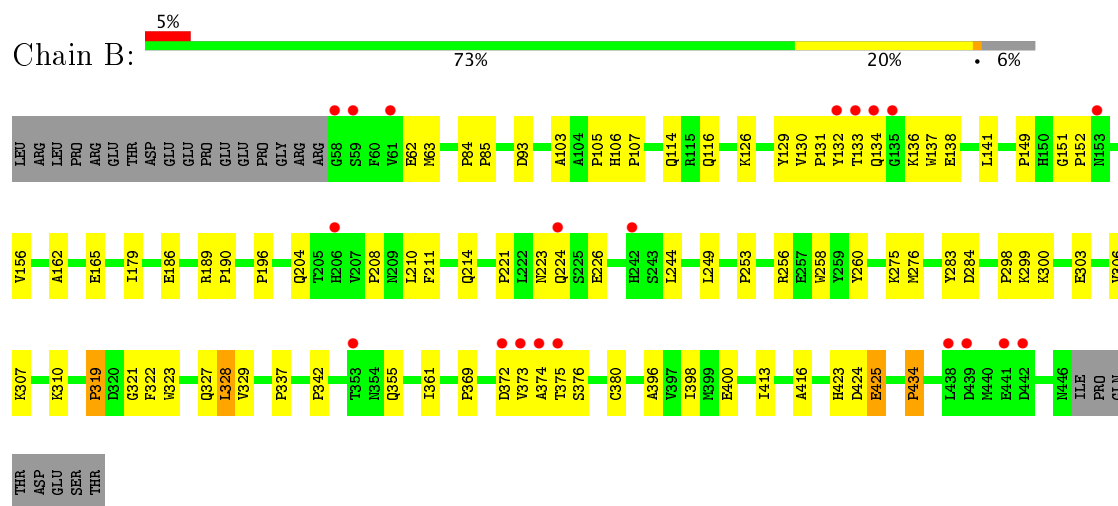 5%
Chain B:
73% 20% • 6%
LEU ARG LEU PRO ARG GLU THR ASP GLU GLU PRO GLU GLU PRO GLY ARG ARG G58 S59 F60 V61 E62 M63 P84 P85 D93 A103 A104 P105 H106 P107 Q114 R115 Q116 K126 Y129 V130 P131 Y132 T133 Q134 G135 K136 W137 E138 L141 P149 H150 G151 P152 N153
V156 A162 E165 I179 E186 R189 P190 P196 Q204 T205 H206 V207 P208 N209 L210 F211 Q214 P221 L222 N223 Q224 S225 E226 H242 S243 L244 L249 P253 R256 E257 W258 Y259 Y260 K275 M276 Y283 D284 P298 K299 K300 E303 V306
K307 K310 P319 D320 G321 F322 W323 Q327 L328 V329 P337 P342 T353 N354 Q355 I361 P369 D372 V373 A374 T375 S376 C380 A396 V397 I398 M399 E400 I413 A416 H423 D424 E425 P434 L438 D439 M440 E441 D442 N446 ILE PRO GLN
THR ASP GLU SER THR